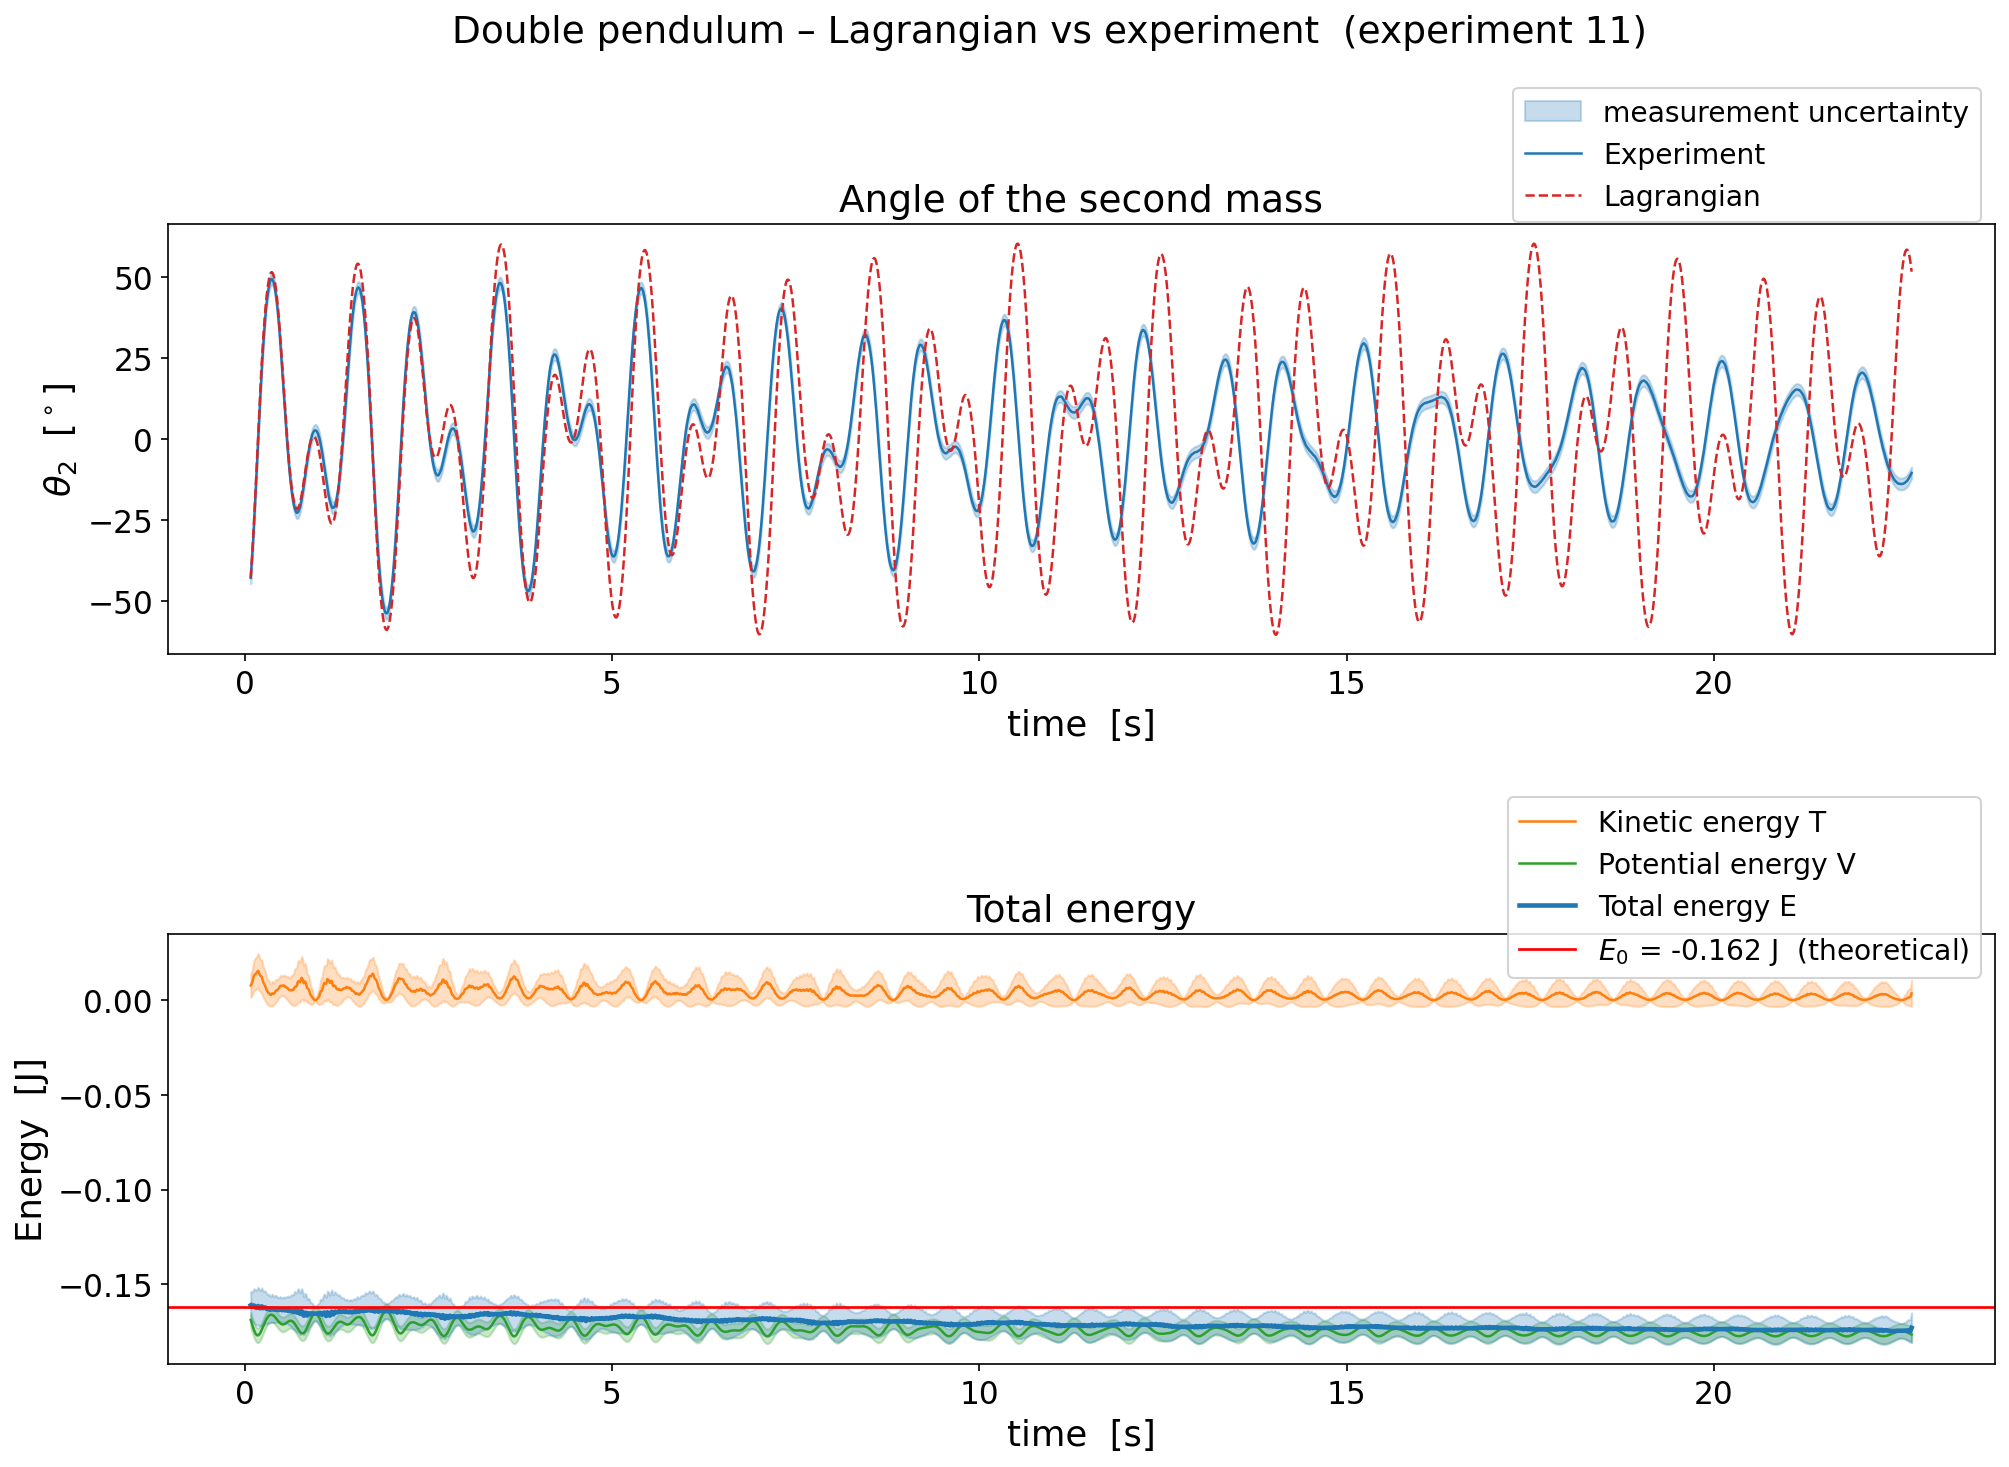 Double pendulum – Lagrangian vs experiment  (experiment 11)
measurement uncertainty
Experiment
Lagrangian
Angle of the second mass
50
25
0
−25
−50
θ₂  [°]
0 5 10 15 20
time  [s]
Kinetic energy T
Potential energy V
Total energy E
E₀ = -0.162 J  (theoretical)
Total energy
0.00
−0.05
−0.10
−0.15
Energy  [J]
0 5 10 15 20
time  [s]